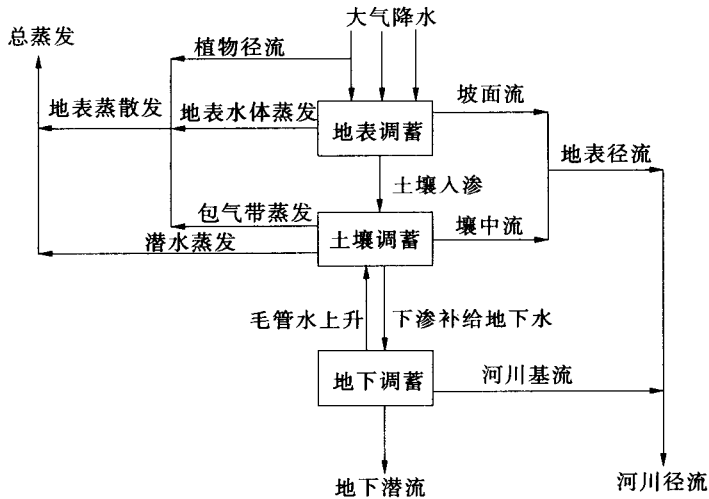 大气降水
总蒸发
植物径流
地表蒸散发
地表水体蒸发
地表调蓄
坡面流
地表径流
土壤入渗
包气带蒸发
潜水蒸发
土壤调蓄
壤中流
毛管水上升
下渗补给地下水
地下调蓄
河川基流
地下潜流
河川径流